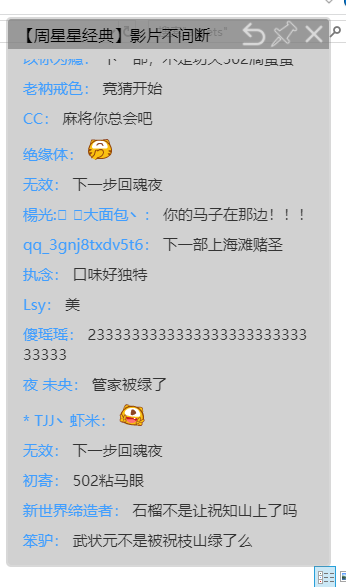 【周星星经典】影片不间断
老衲戒色： 竞猜开始
CC： 麻将你总会吧
绝缘体：
无效： 下一步回魂夜
楊光: 大面包丶： 你的马子在那边！！！
qq_3gnj8txdv5t6： 下一部上海滩赌圣
执念： 口味好独特
Lsy： 美
傻瑶瑶： 2333333333333333333333333333
33333
夜 未央： 管家被绿了
* TJJ丶虾米：
无效： 下一步回魂夜
初寄： 502粘马眼
新世界缔造者： 石榴不是让祝知山上了吗
笨驴： 武状元不是被祝枝山绿了么